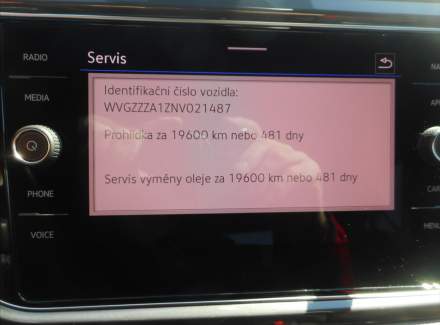 RADIO
MEDIA
PHONE
VOICE
Servis
Identifikační číslo vozidla:
WVGZZZA1ZNV021487
Prohlídka za 19600 km nebo 481 dny
Servis výměny oleje za 19600 km nebo 481 dny
MENU